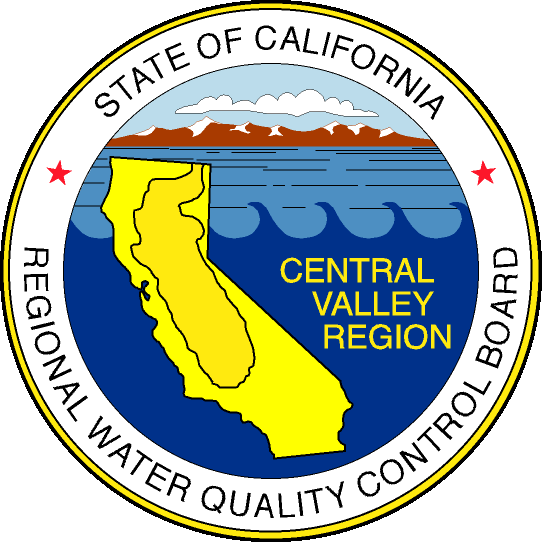 STATE OF CALIFORNIA
CENTRAL
VALLEY
REGION
REGIONAL WATER QUALITY CONTROL BOARD